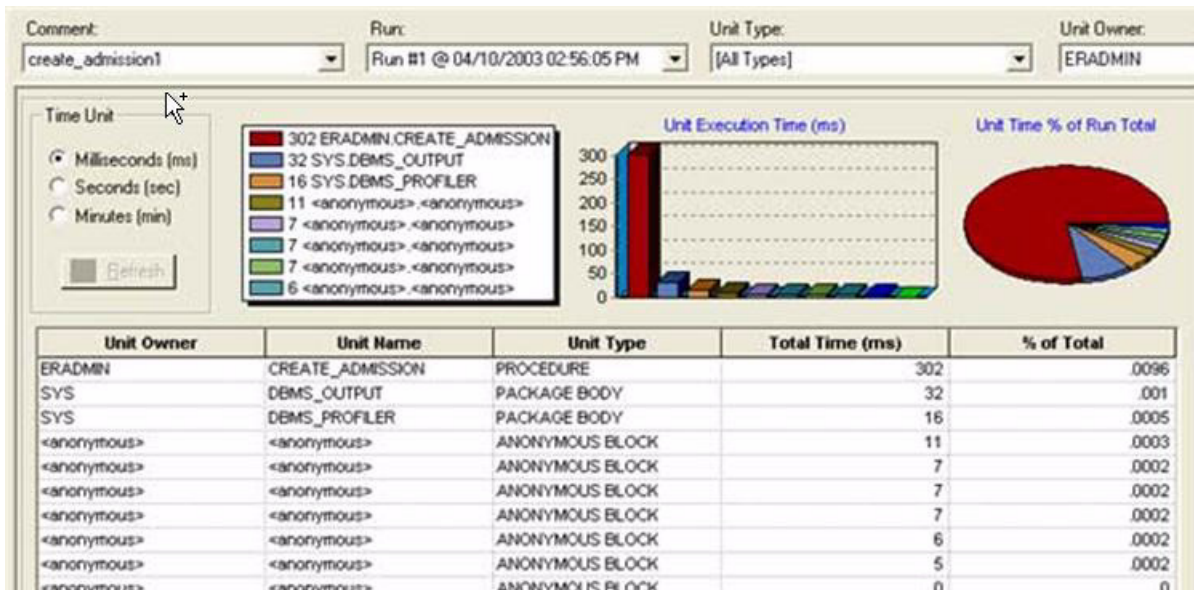 Comment: Run: Unit Type: Unit Owner:
create_admission1 Run #1 @ 04/10/2003 02:56:05 PM [All Types] ERADMIN
Time Unit
Milliseconds (ms)
Seconds (sec)
Minutes (min)
Refresh
302 ERADMIN.CREATE_ADMISSION
32 SYS.DBMS_OUTPUT
16 SYS.DBMS_PROFILER
11 <anonymous>.<anonymous>
7 <anonymous>.<anonymous>
7 <anonymous>.<anonymous>
7 <anonymous>.<anonymous>
6 <anonymous>.<anonymous>
Unit Execution Time (ms)
300
250
200
150
100
50
0
Unit Time % of Run Total
Unit Owner Unit Name Unit Type Total Time (ms) % of Total
ERADMIN CREATE_ADMISSION PROCEDURE 302 .0096
SYS DBMS_OUTPUT PACKAGE BODY 32 .001
SYS DBMS_PROFILER PACKAGE BODY 16 .0005
<anonymous> <anonymous> ANONYMOUS BLOCK 11 .0003
<anonymous> <anonymous> ANONYMOUS BLOCK 7 .0002
<anonymous> <anonymous> ANONYMOUS BLOCK 7 .0002
<anonymous> <anonymous> ANONYMOUS BLOCK 7 .0002
<anonymous> <anonymous> ANONYMOUS BLOCK 6 .0002
<anonymous> <anonymous> ANONYMOUS BLOCK 5 .0002
<anonymous> <anonymous> ANONYMOUS BLOCK 0 0